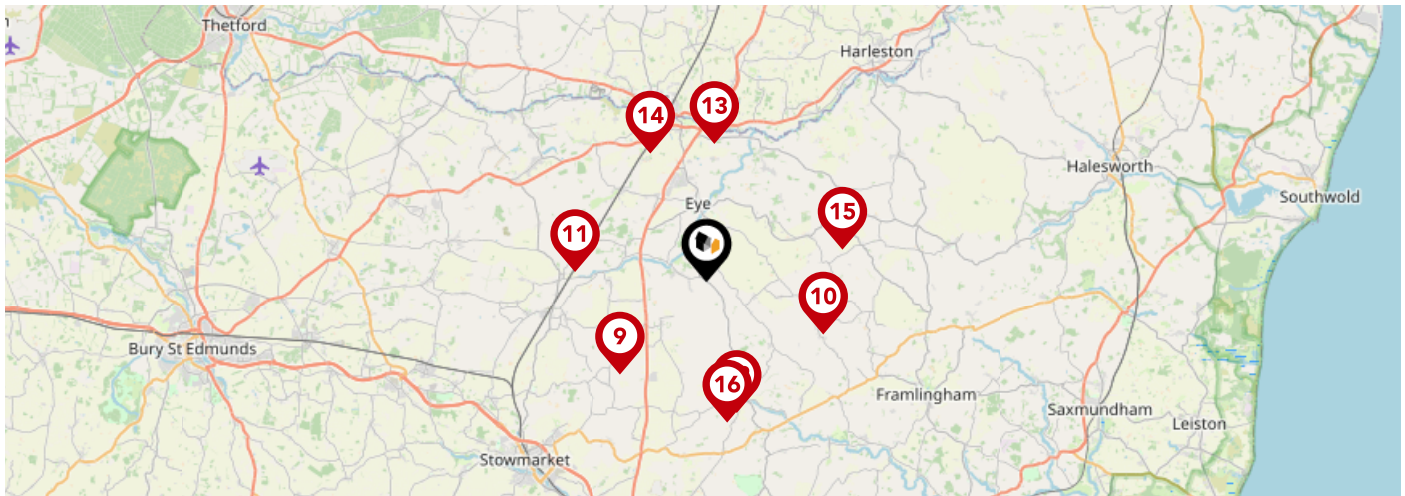 Thetford
Harleston
14
13
Halesworth
Southwold
Eye
15
11
10
9
Bury St Edmunds
16
Framlingham
Saxmundham
Leiston
Stowmarket